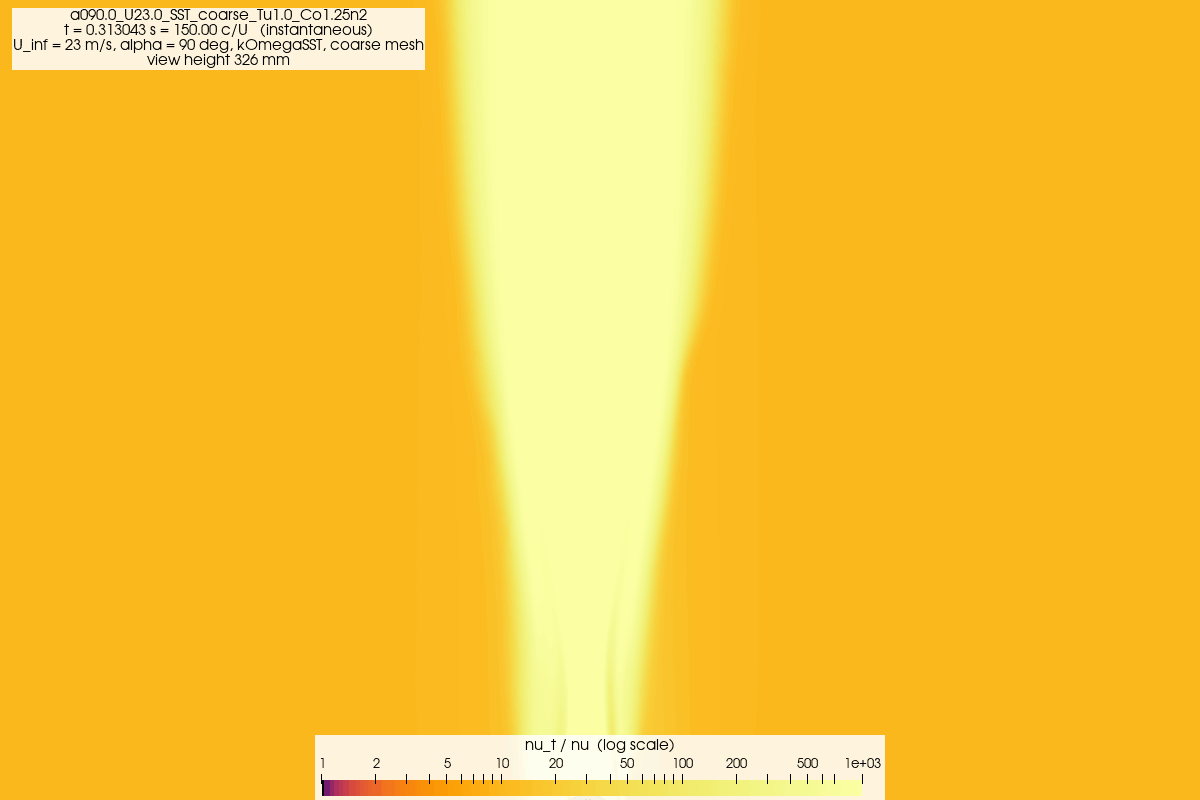 a090.0_U23.0_SST_coarse_Tu1.0_Co1.25n2
t = 0.313043 s = 150.00 c/U (instantaneous)
U_inf = 23 m/s, alpha = 90 deg, kOmegaSST, coarse mesh
view height 326 mm
nu_t / nu (log scale)
1 2 5 10 20 50 100 200 500 1e+03